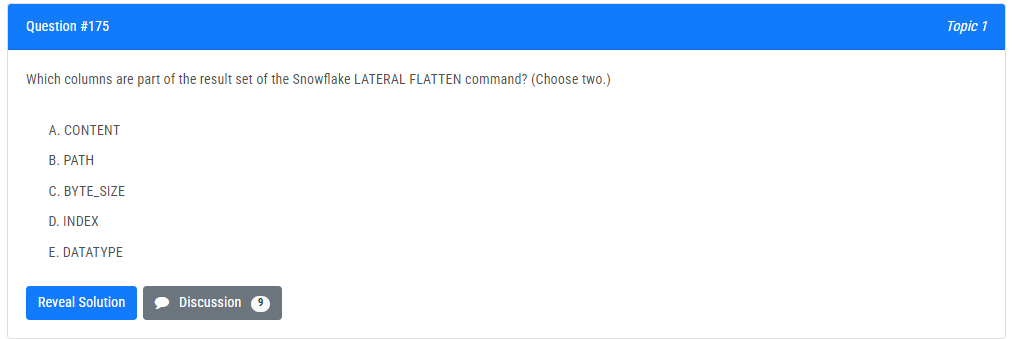 Question #175
Topic 1
Which columns are part of the result set of the Snowflake LATERAL FLATTEN command? (Choose two.)
A. CONTENT
B. PATH
C. BYTE_SIZE
D. INDEX
E. DATATYPE
Reveal Solution
Discussion 9